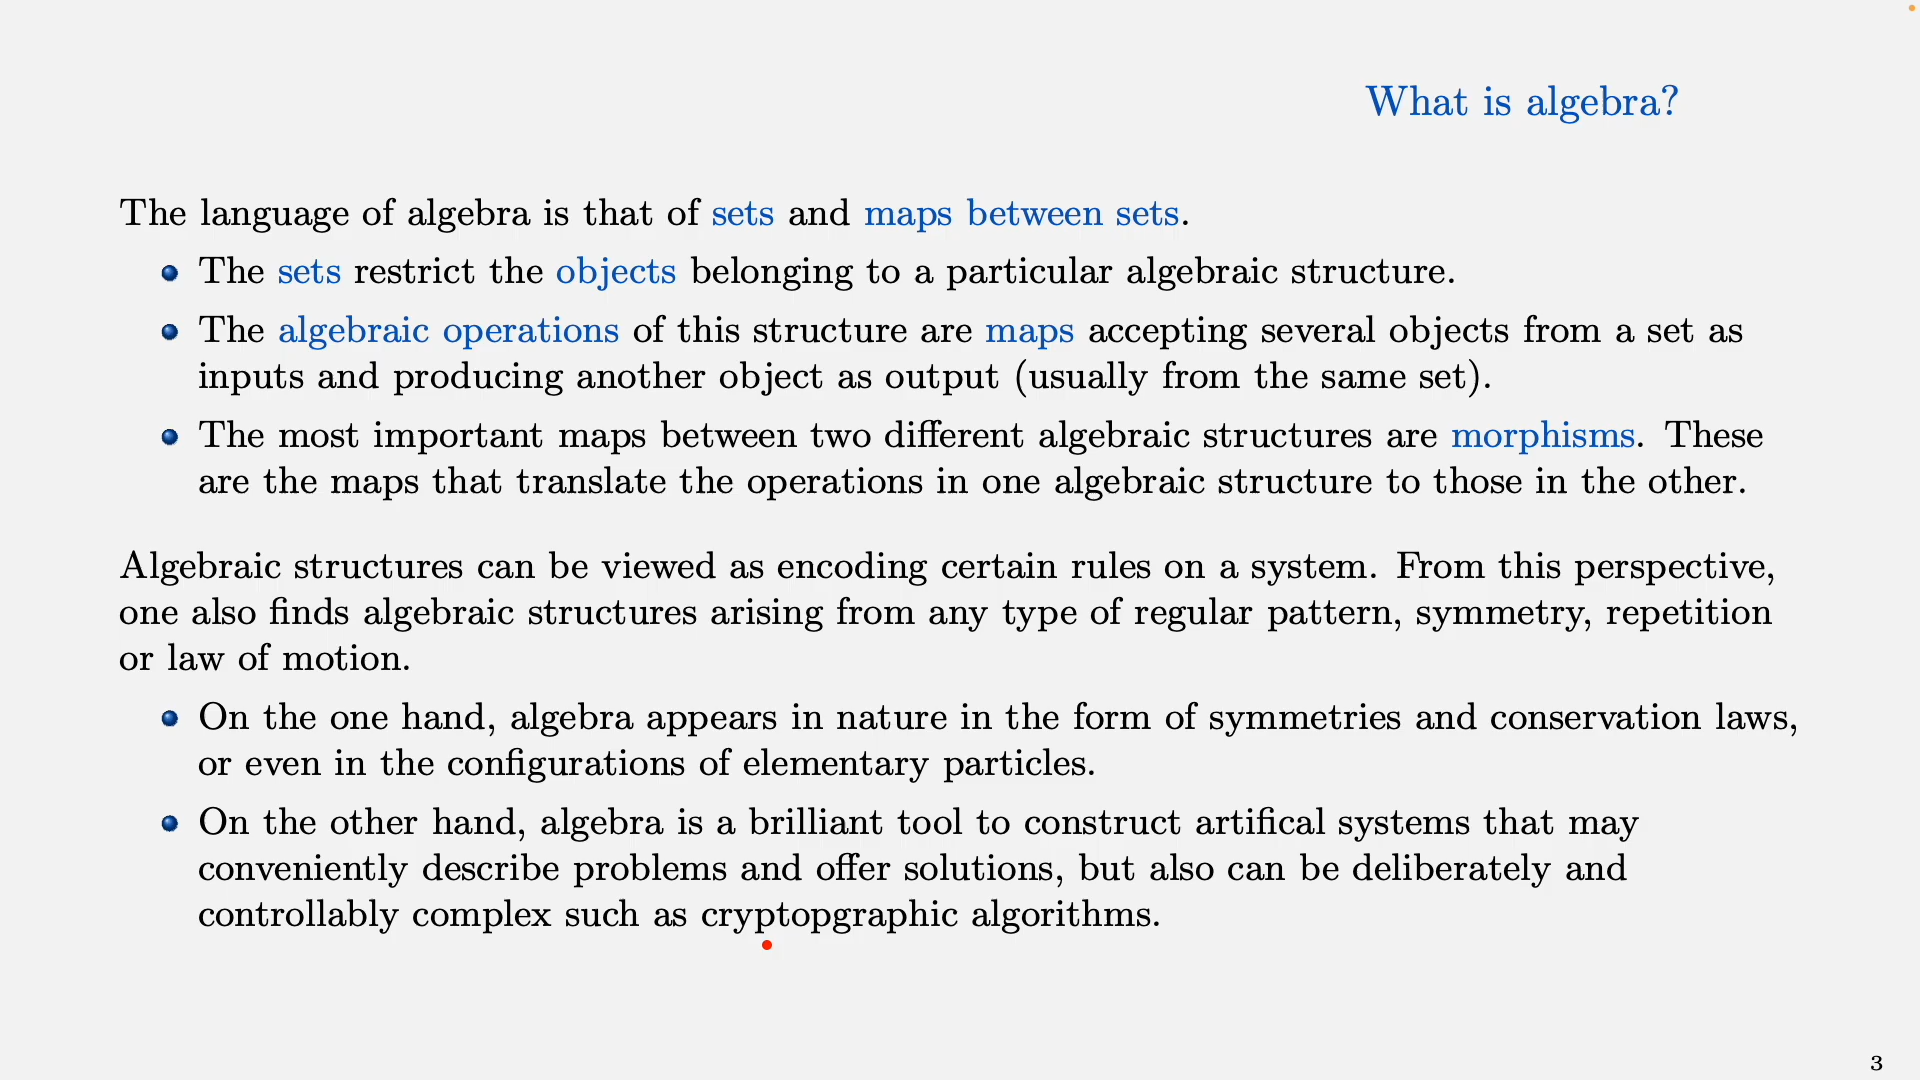 What is algebra?
The language of algebra is that of sets and maps between sets.
The sets restrict the objects belonging to a particular algebraic structure.
The algebraic operations of this structure are maps accepting several objects from a set as
inputs and producing another object as output (usually from the same set).
The most important maps between two different algebraic structures are morphisms. These
are the maps that translate the operations in one algebraic structure to those in the other.
Algebraic structures can be viewed as encoding certain rules on a system. From this perspective,
one also finds algebraic structures arising from any type of regular pattern, symmetry, repetition
or law of motion.
On the one hand, algebra appears in nature in the form of symmetries and conservation laws,
or even in the configurations of elementary particles.
On the other hand, algebra is a brilliant tool to construct artifical systems that may
conveniently describe problems and offer solutions, but also can be deliberately and
controllably complex such as cryptopgraphic algorithms.
3